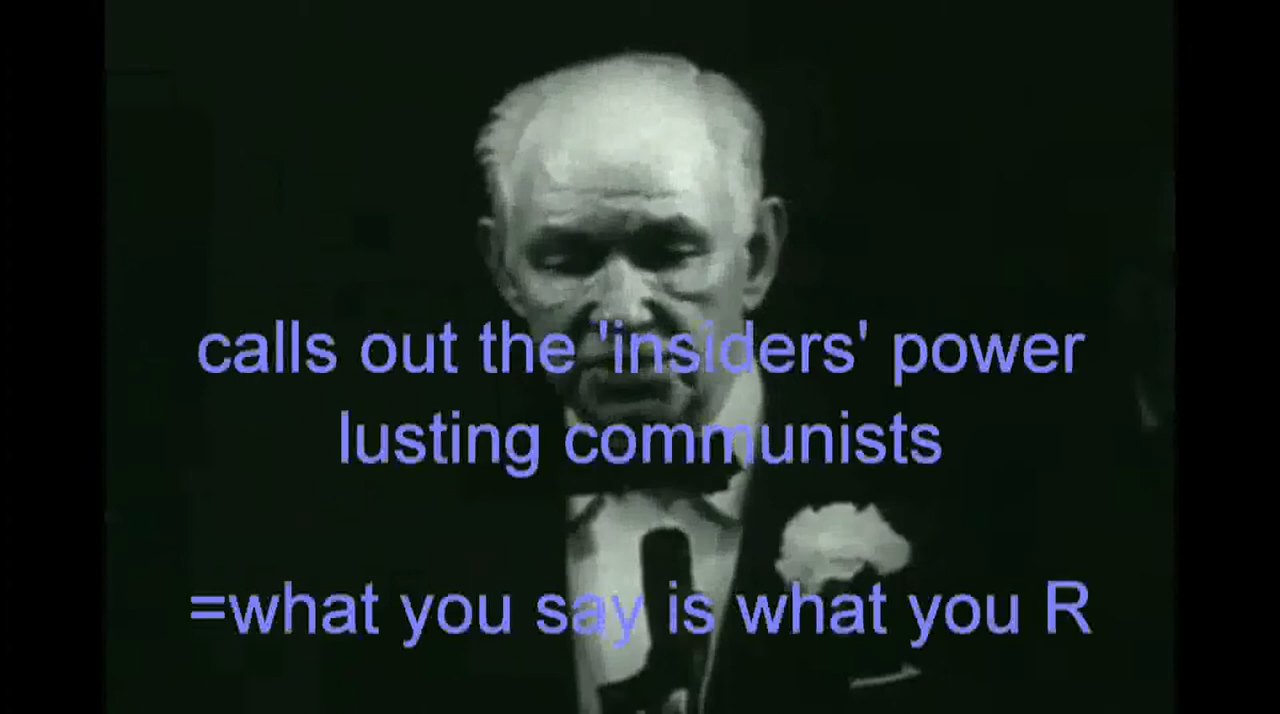 calls out the 'insiders' power
lusting communists
=what you say is what you R